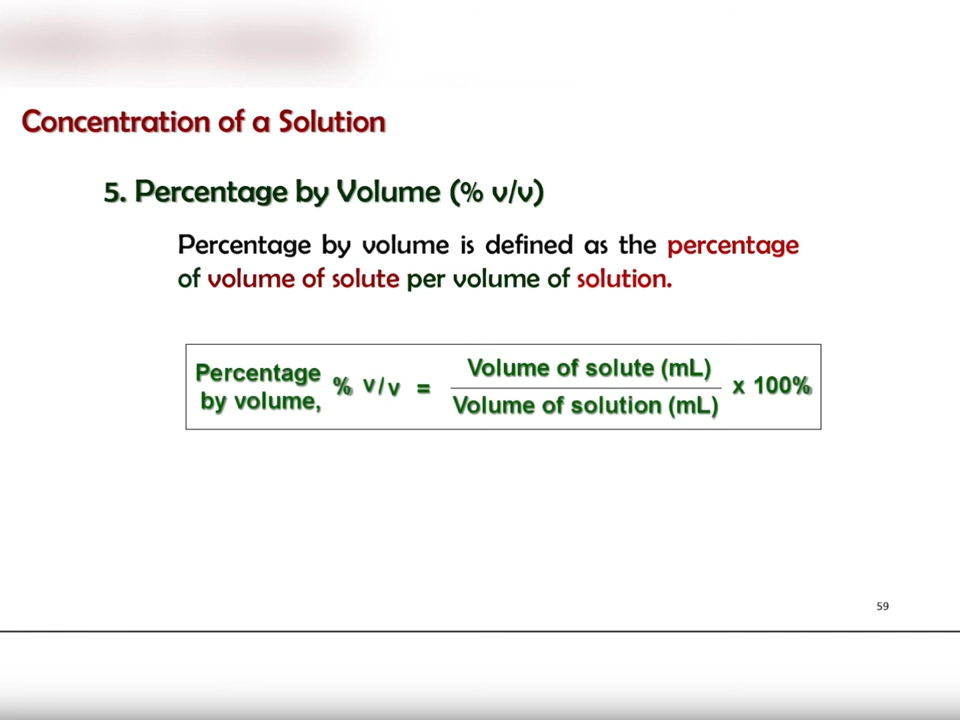 Concentration of a Solution
5. Percentage by Volume (% v/v)
Percentage by volume is defined as the percentage
of volume of solute per volume of solution.
Percentage by volume, % v/v = Volume of solute (mL) x 100%
Volume of solution (mL)
59